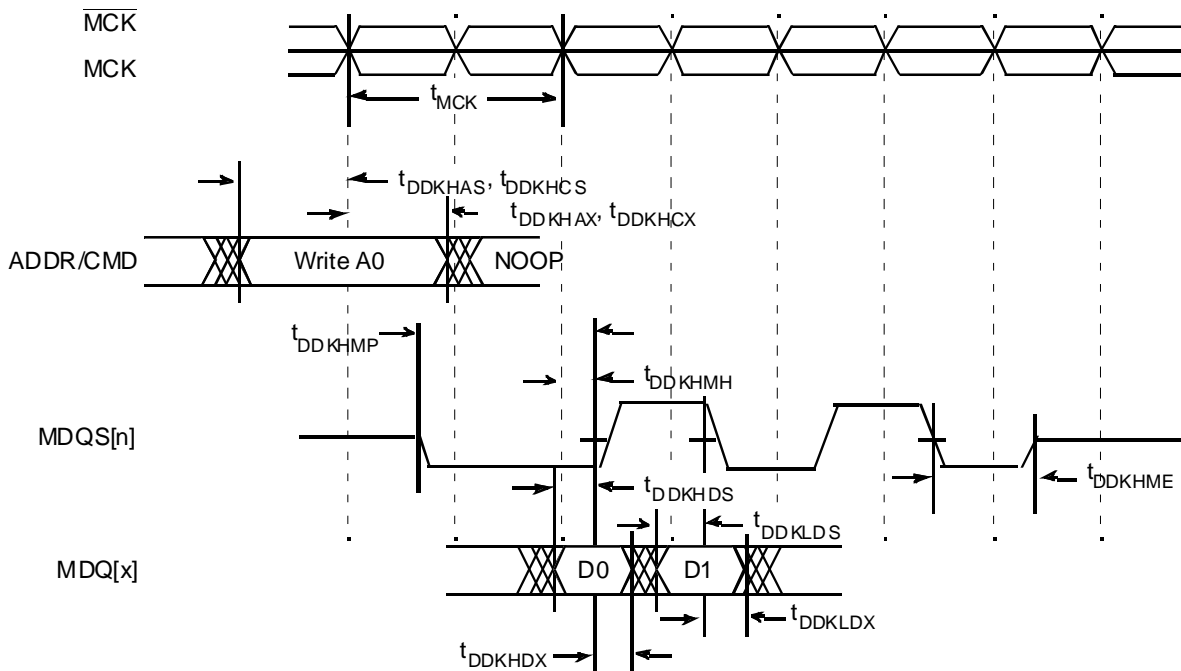 MCK
MCK
tMCK
tDDKHAS, tDDKHCS
tDDKHAX, tDDKHCX
ADDR/CMD
Write A0
NOOP
tDDKHMP
tDDKHMH
MDQS[n]
tDDKHDS
tDDKHME
tDDKLDS
MDQ[x]
D0
D1
tDDKLDX
tDDKHDX